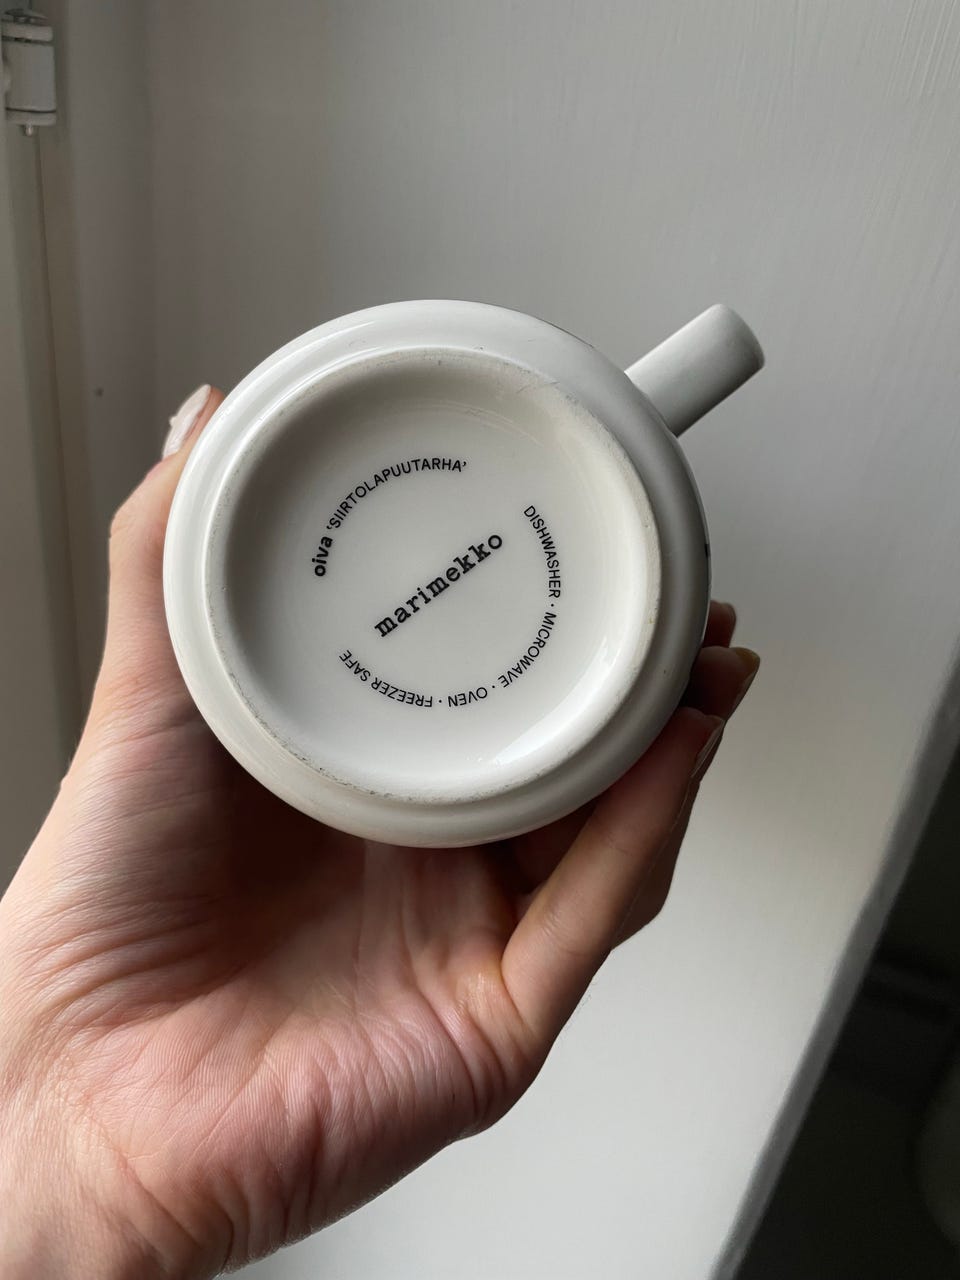 oiva ‘SIIRTOLAPUUTARHA’
marimekko
DISHWASHER · MICROWAVE · OVEN · FREEZER SAFE